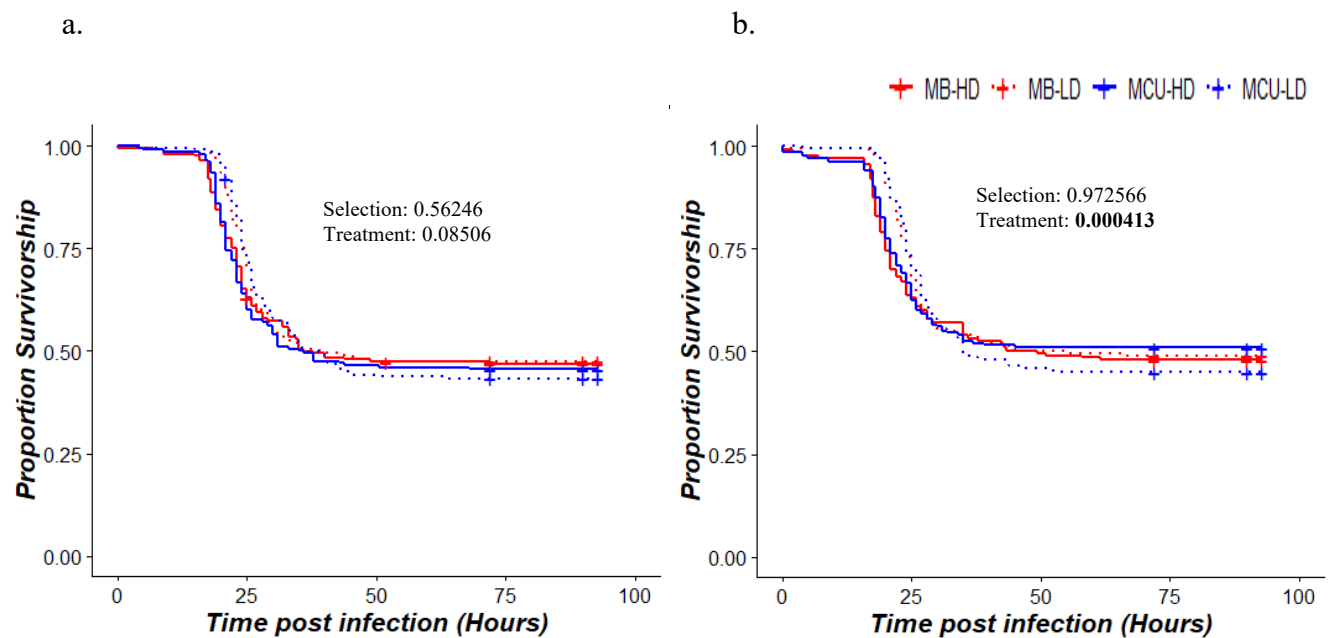 a.
b.
MB-HD MB-LD MCU-HD MCU-LD
Proportion Survivorship
1.00
0.75
0.50
0.25
0.00
Selection: 0.56246
Treatment: 0.08506
0 25 50 75 100
Time post infection (Hours)
Proportion Survivorship
1.00
0.75
0.50
0.25
0.00
Selection: 0.972566
Treatment: 0.000413
0 25 50 75 100
Time post infection (Hours)